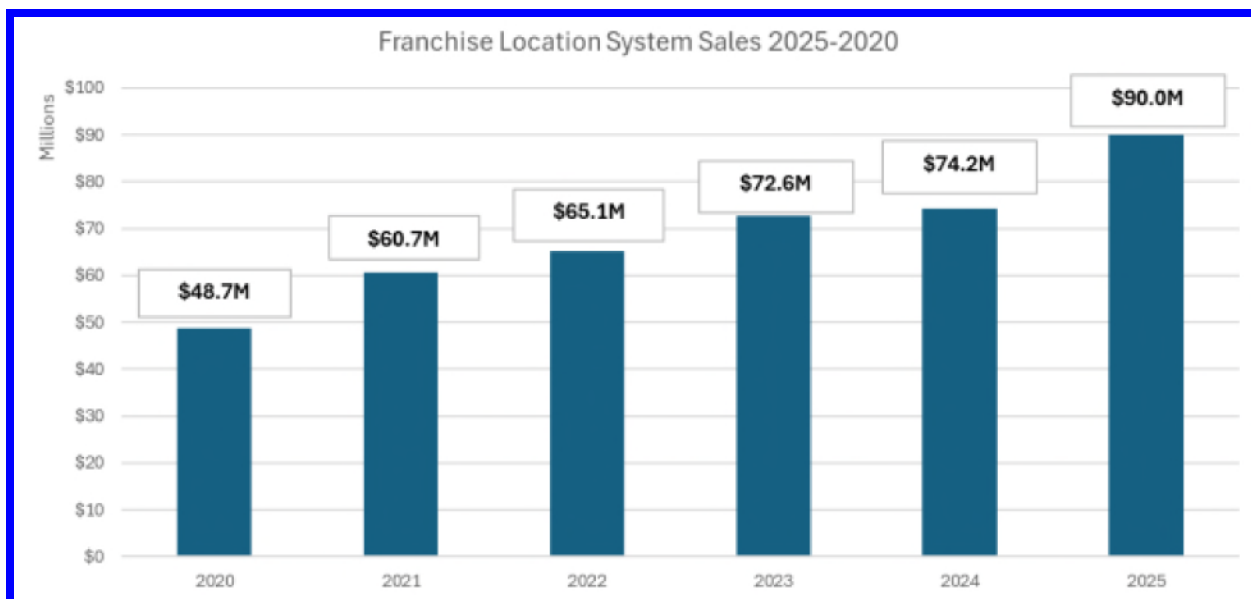 Franchise Location System Sales 2025-2020
Millions
$100
$90
$80
$70
$60
$50
$40
$30
$20
$10
$0
$48.7M
$60.7M
$65.1M
$72.6M
$74.2M
$90.0M
2020 2021 2022 2023 2024 2025